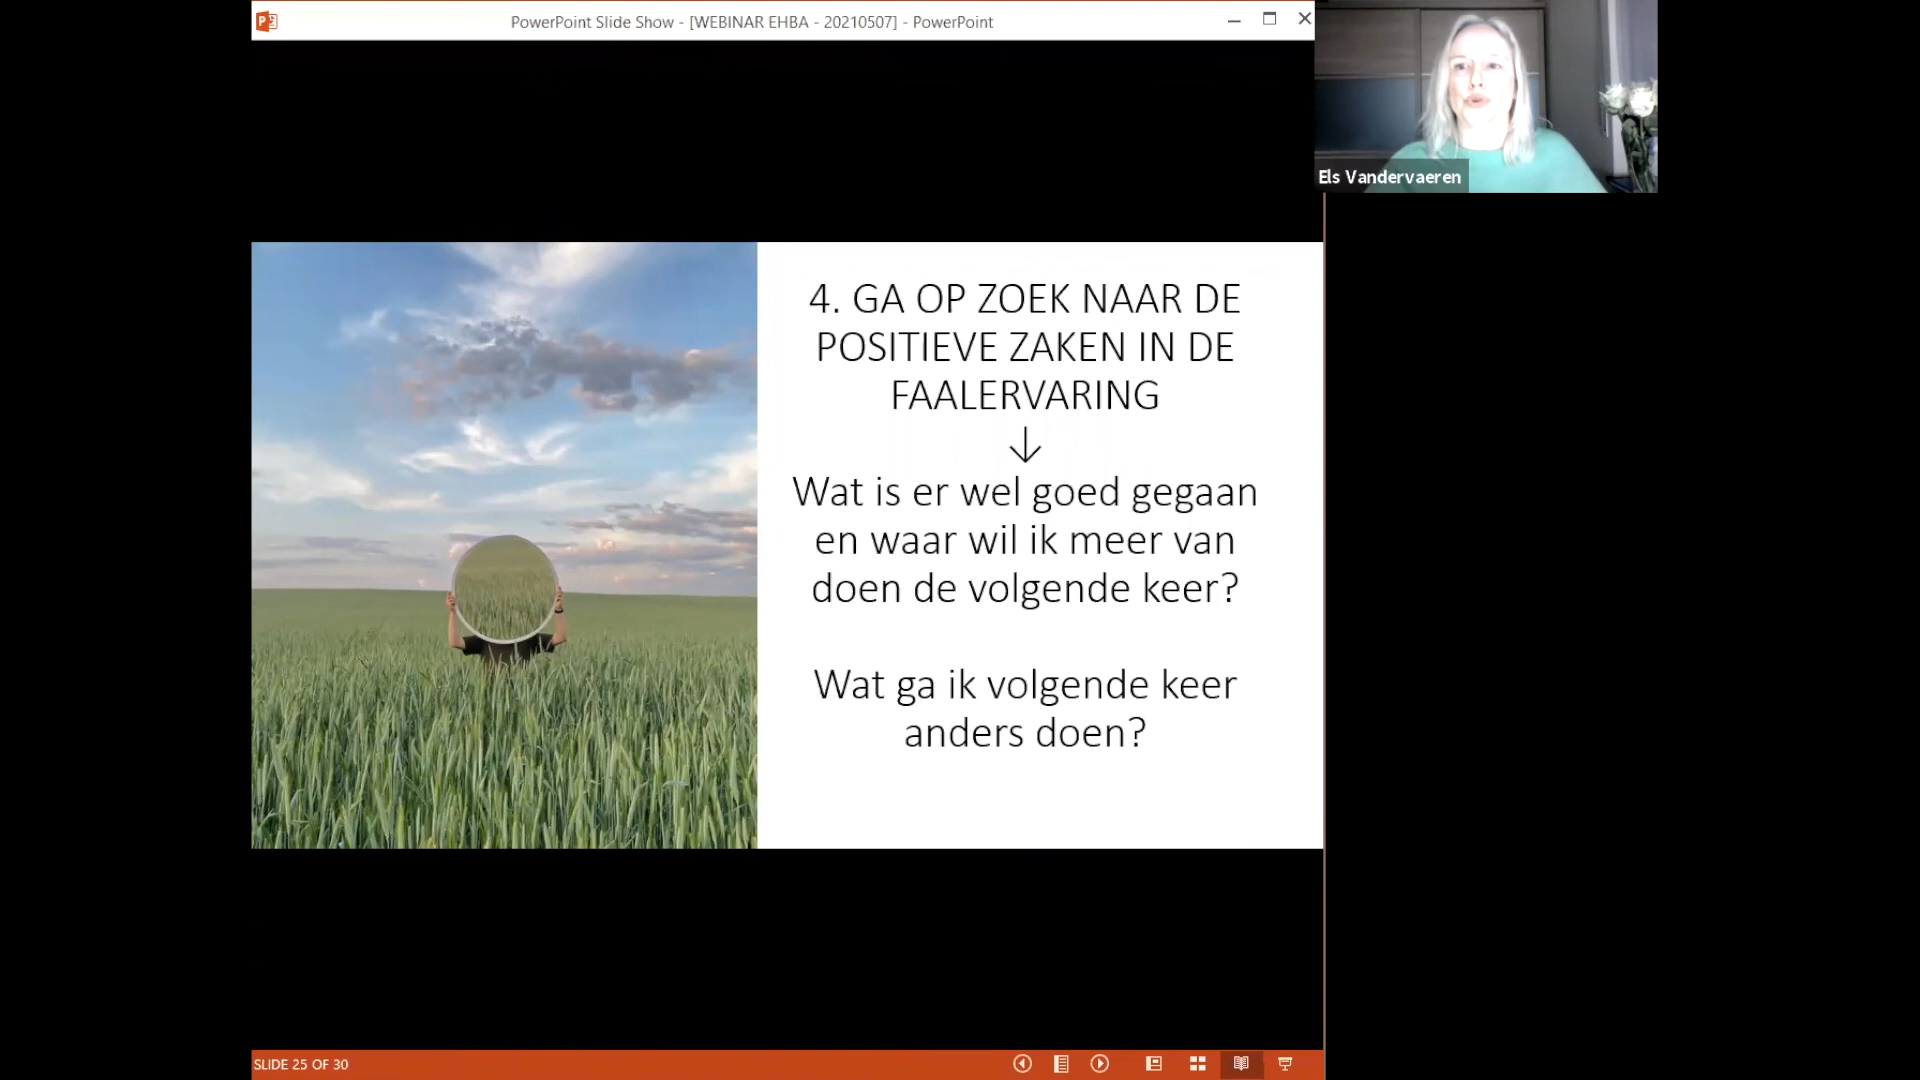 PowerPoint Slide Show - [WEBINAR EHBA - 20210507] - PowerPoint
Els Vandervaeren
4. GA OP ZOEK NAAR DE
POSITIEVE ZAKEN IN DE
FAALERVARING
↓
Wat is er wel goed gegaan
en waar wil ik meer van
doen de volgende keer?
Wat ga ik volgende keer
anders doen?
SLIDE 25 OF 30